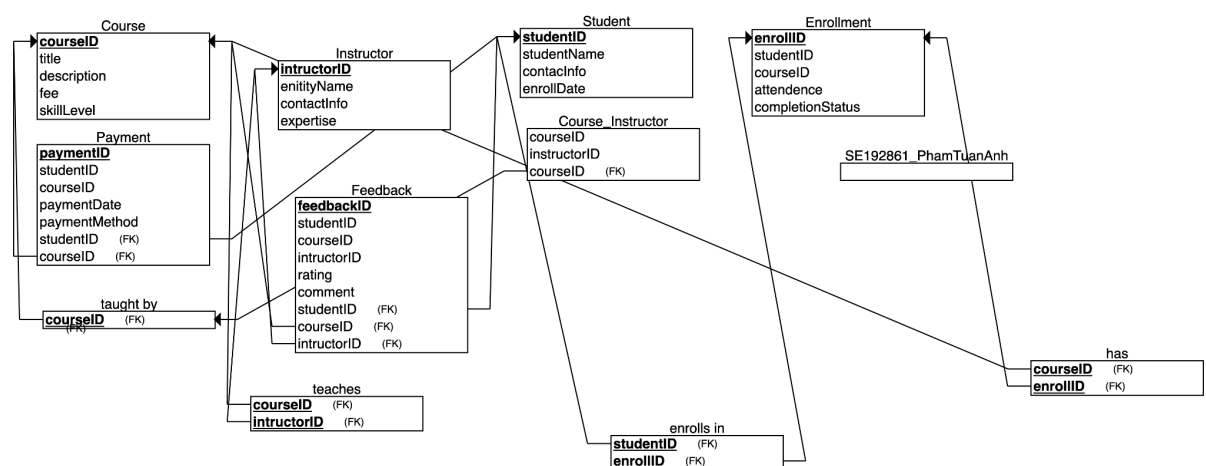 Course
courseID
title
description
fee
skillLevel
Payment
paymentID
studentID
courseID
paymentDate
paymentMethod
studentID (FK)
courseID (FK)
taught by
courseID (FK)
(FK)
Instructor
intructorID
enitityName
contactInfo
expertise
Feedback
feedbackID
studentID
courseID
intructorID
rating
comment
studentID (FK)
courseID (FK)
intructorID (FK)
teaches
courseID (FK)
intructorID (FK)
Student
studentID
studentName
contacInfo
enrollDate
Course_Instructor
courseID
instructorID
courseID (FK)
enrolls in
studentID (FK)
enrollID (FK)
Enrollment
enrollID
studentID
courseID
attendence
completionStatus
SE192861_PhamTuanAnh
has
courseID (FK)
enrollID (FK)